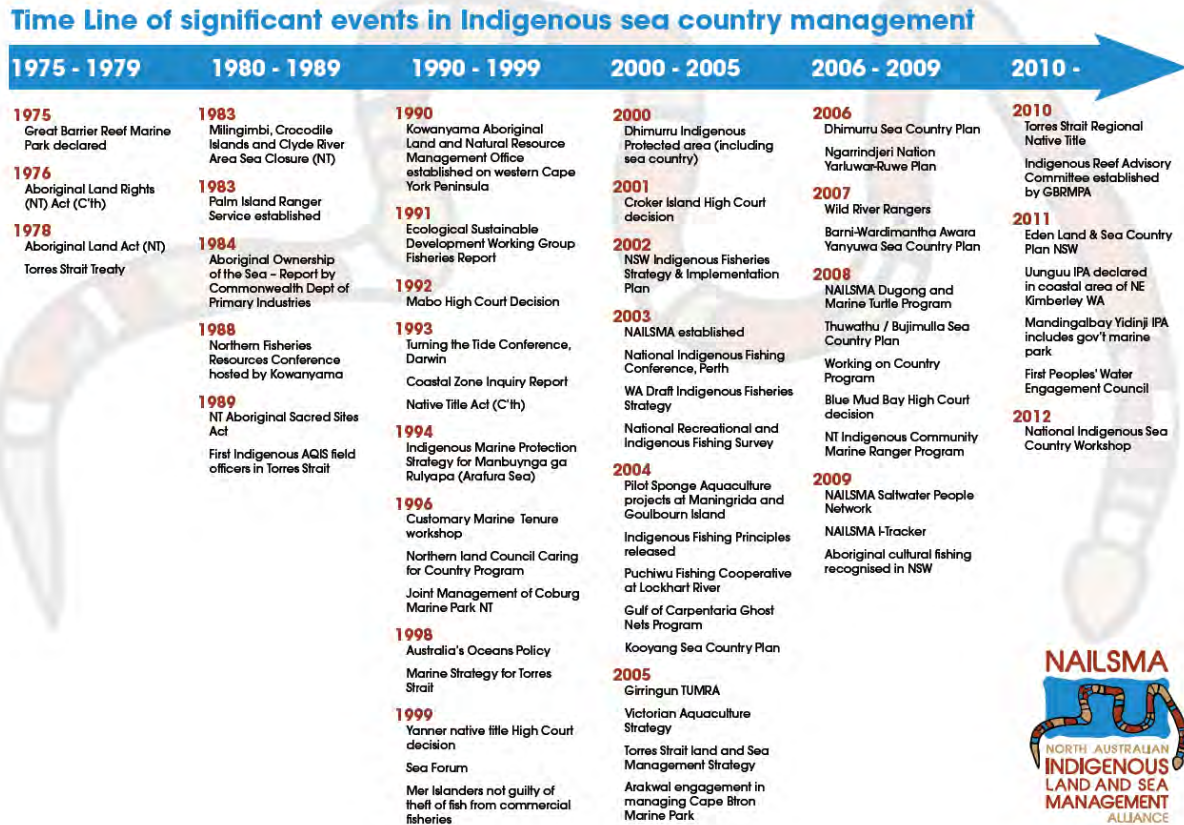 Time Line of significant events in Indigenous sea country management
1975 - 1979
1980 - 1989
1990 - 1999
2000 - 2005
2006 - 2009
2010 -
1975
Great Barrier Reef Marine
Park declared
1976
Aboriginal Land Rights
(NT) Act (C'th)
1978
Aboriginal Land Act (NT)
Torres Strait Treaty
1983
Milingimbi, Crocodile
Islands and Clyde River
Area Sea Closure (NT)
1983
Palm Island Ranger
Service established
1984
Aboriginal Ownership
of the Sea – Report by
Commonwealth Dept of
Primary Industries
1988
Northern Fisheries
Resources Conference
hosted by Kowanyama
1989
NT Aboriginal Sacred Sites
Act
First Indigenous AQIS field
officers in Torres Strait
1990
Kowanyama Aboriginal
Land and Natural Resource
Management Office
established on western Cape
York Peninsula
1991
Ecological Sustainable
Development Working Group
Fisheries Report
1992
Mabo High Court Decision
1993
Turning the Tide Conference,
Darwin
Coastal Zone Inquiry Report
Native Title Act (C'th)
1994
Indigenous Marine Protection
Strategy for Manbuynga ga
Rulyapa (Arafura Sea)
1996
Customary Marine Tenure
workshop
Northern land Council Caring
for Country Program
Joint Management of Coburg
Marine Park NT
1998
Australia's Oceans Policy
Marine Strategy for Torres
Strait
1999
Yanner native title High Court
decision
Sea Forum
Mer Islanders not guilty of
theft of fish from commercial
fisheries
2000
Dhimurru Indigenous
Protected area (including
sea country)
2001
Croker Island High Court
decision
2002
NSW Indigenous Fisheries
Strategy & Implementation
Plan
2003
NAILSMA established
National Indigenous Fishing
Conference, Perth
WA Draft Indigenous Fisheries
Strategy
National Recreational and
Indigenous Fishing Survey
2004
Pilot Sponge Aquaculture
projects at Maningrida and
Goulbourn Island
Indigenous Fishing Principles
released
Puchiwu Fishing Cooperative
at Lockhart River
Gulf of Carpentaria Ghost
Nets Program
Kooyang Sea Country Plan
2005
Girringun TUMRA
Victorian Aquaculture
Strategy
Torres Strait land and Sea
Management Strategy
Arakwal engagement in
managing Cape Btron
Marine Park
2006
Dhimurru Sea Country Plan
Ngarrindjeri Nation
Yarluwar-Ruwe Plan
2007
Wild River Rangers
Barni-Wardimantha Awara
Yanyuwa Sea Country Plan
2008
NAILSMA Dugong and
Marine Turtle Program
Thuwathu / Bujimulla Sea
Country Plan
Working on Country
Program
Blue Mud Bay High Court
decision
NT Indigenous Community
Marine Ranger Program
2009
NAILSMA Saltwater People
Network
NAILSMA I-Tracker
Aboriginal cultural fishing
recognised in NSW
2010
Torres Strait Regional
Native Title
Indigenous Reef Advisory
Committee established
by GBRMPA
2011
Eden Land & Sea Country
Plan NSW
Uunguu IPA declared
in coastal area of NE
Kimberley WA
Mandingalbay Yidinji IPA
includes gov't marine
park
First Peoples' Water
Engagement Council
2012
National Indigenous Sea
Country Workshop
NAILSMA
NORTH AUSTRALIAN
INDIGENOUS
LAND AND SEA
MANAGEMENT
ALLIANCE